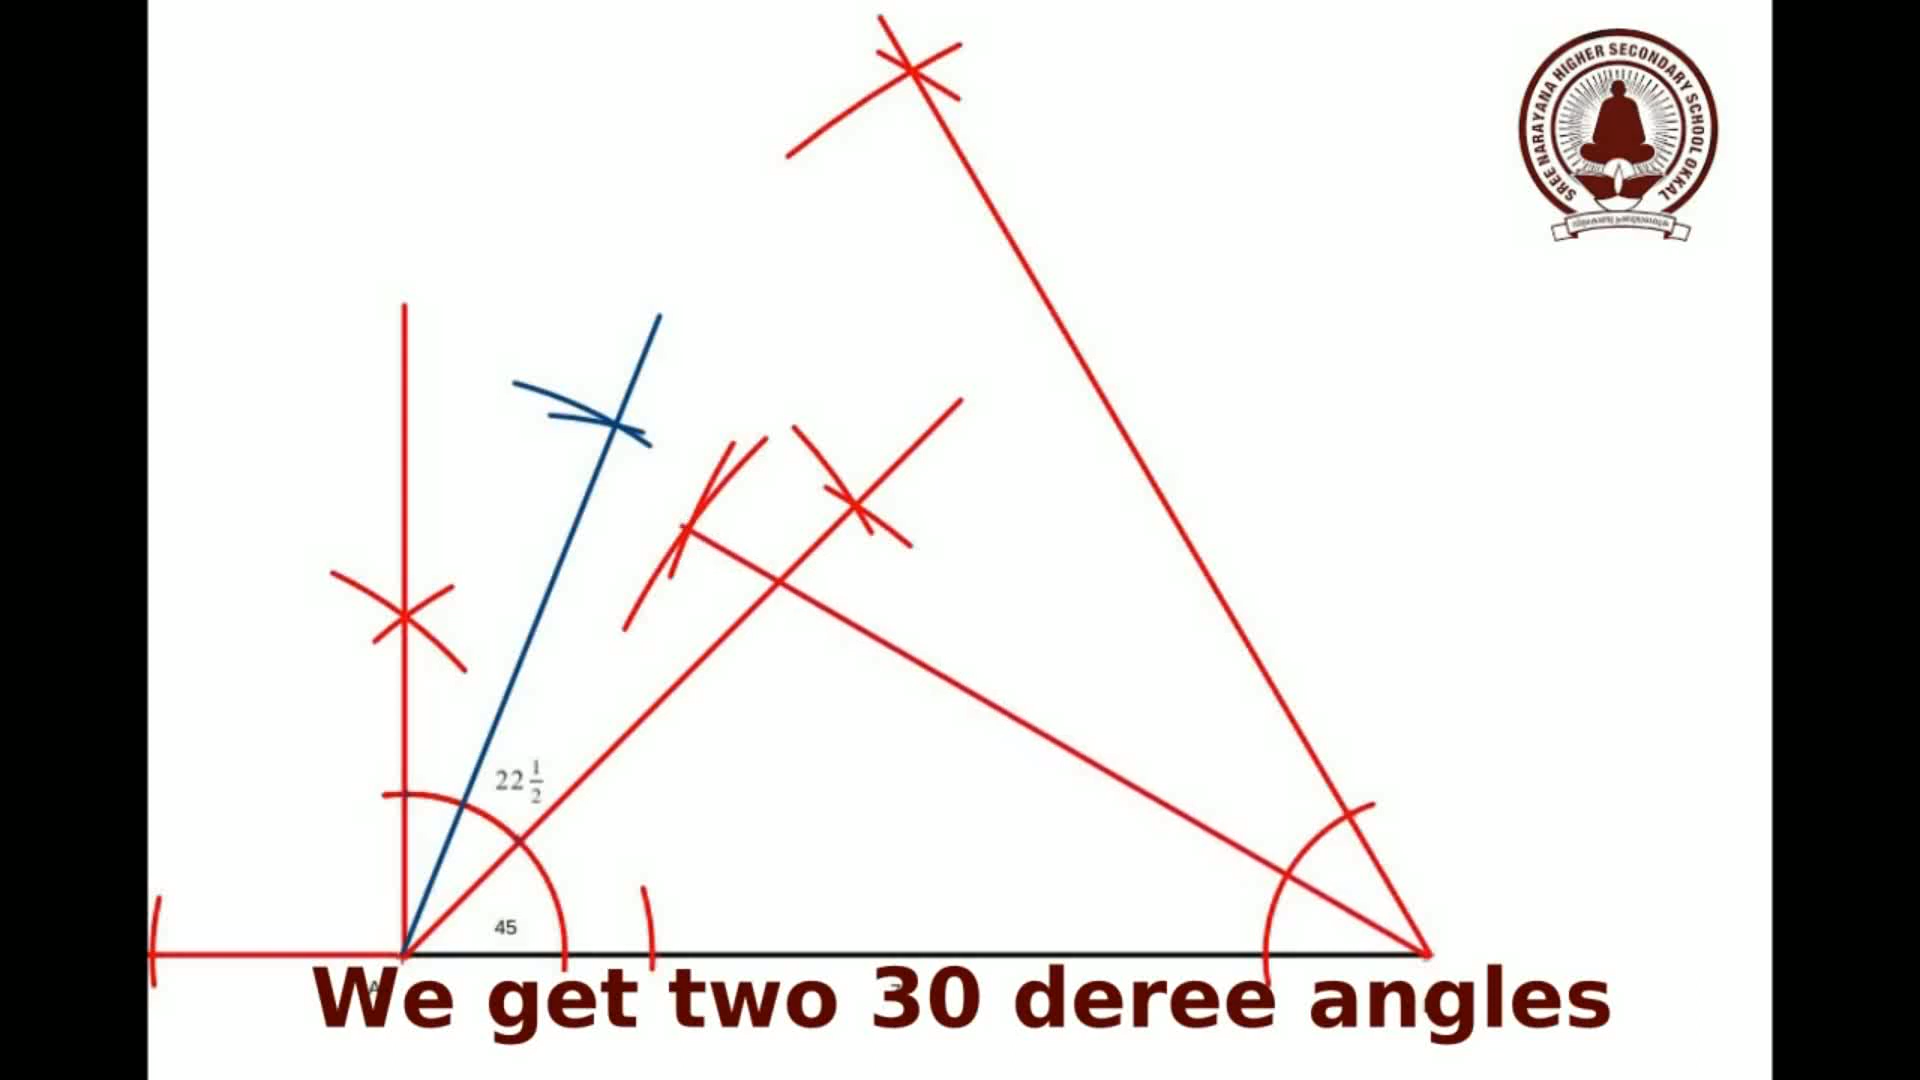 SREE NARAYANA HIGHER SECONDARY SCHOOL OKKAL
22 1/2
45
A
We get two 30 deree angles